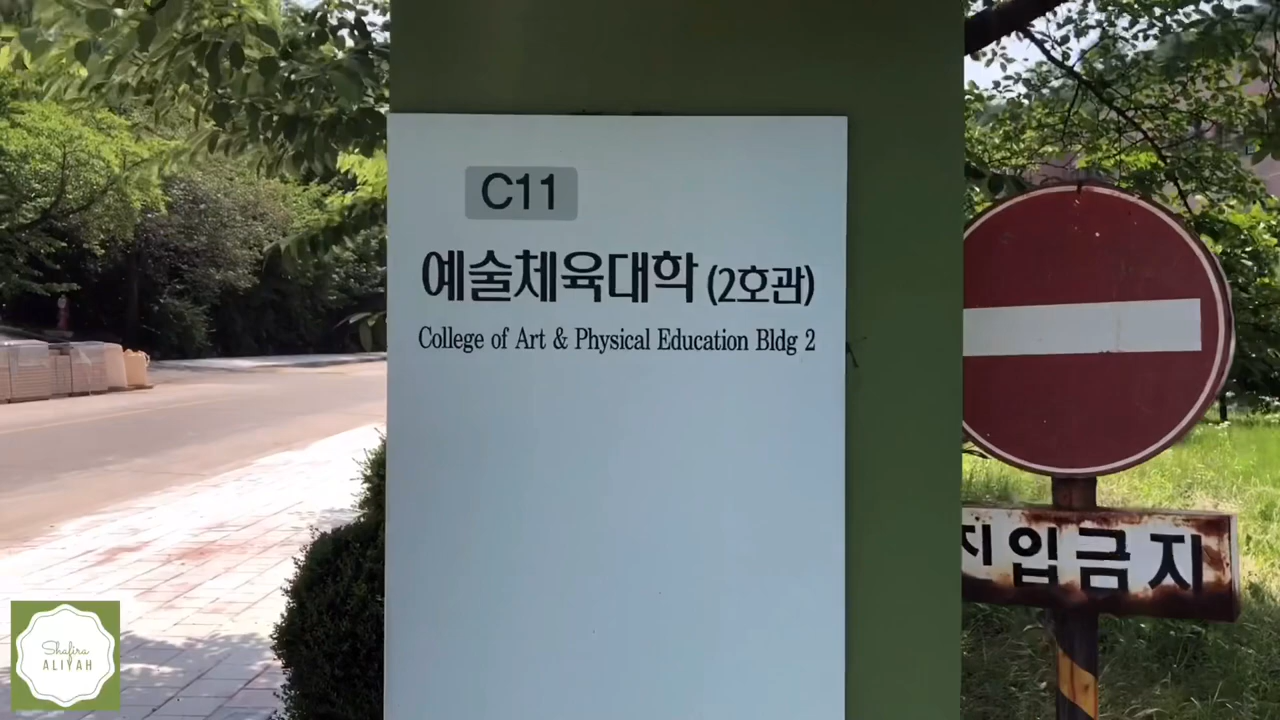 C11
예술체육대학 (2호관)
College of Art & Physical Education Bldg 2
입금지
Shafira
ALIYAH